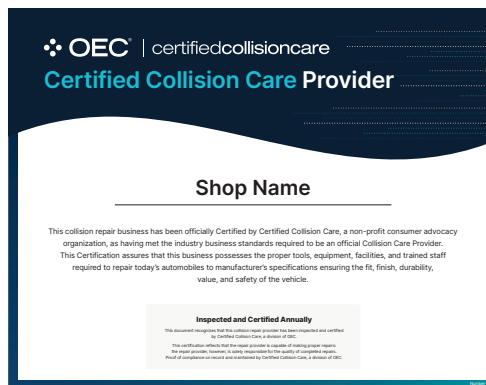 OEC® | certifiedcollisioncare
Certified Collision Care Provider
Shop Name
This collision repair business has been officially Certified by Certified Collision Care, a non-profit consumer advocacy
organization, as having met the industry business standards required to be an official Collision Care Provider.
This Certification assures that this business possesses the proper tools, equipment, facilities, and trained staff
required to repair today's automobiles to manufacturer's specifications ensuring the fit, finish, durability,
value, and safety of the vehicle.
Inspected and Certified Annually
This document recognizes that this collision repair provider has been inspected and certified
by Certified Collision Care, a division of OEC.
This certification reflects that the repair provider is capable of making proper repairs
the repair provider, however, is solely responsible for the quality of completed repairs.
Proof of compliance on record and maintained by Certified Collision Care, a division of OEC.
Number